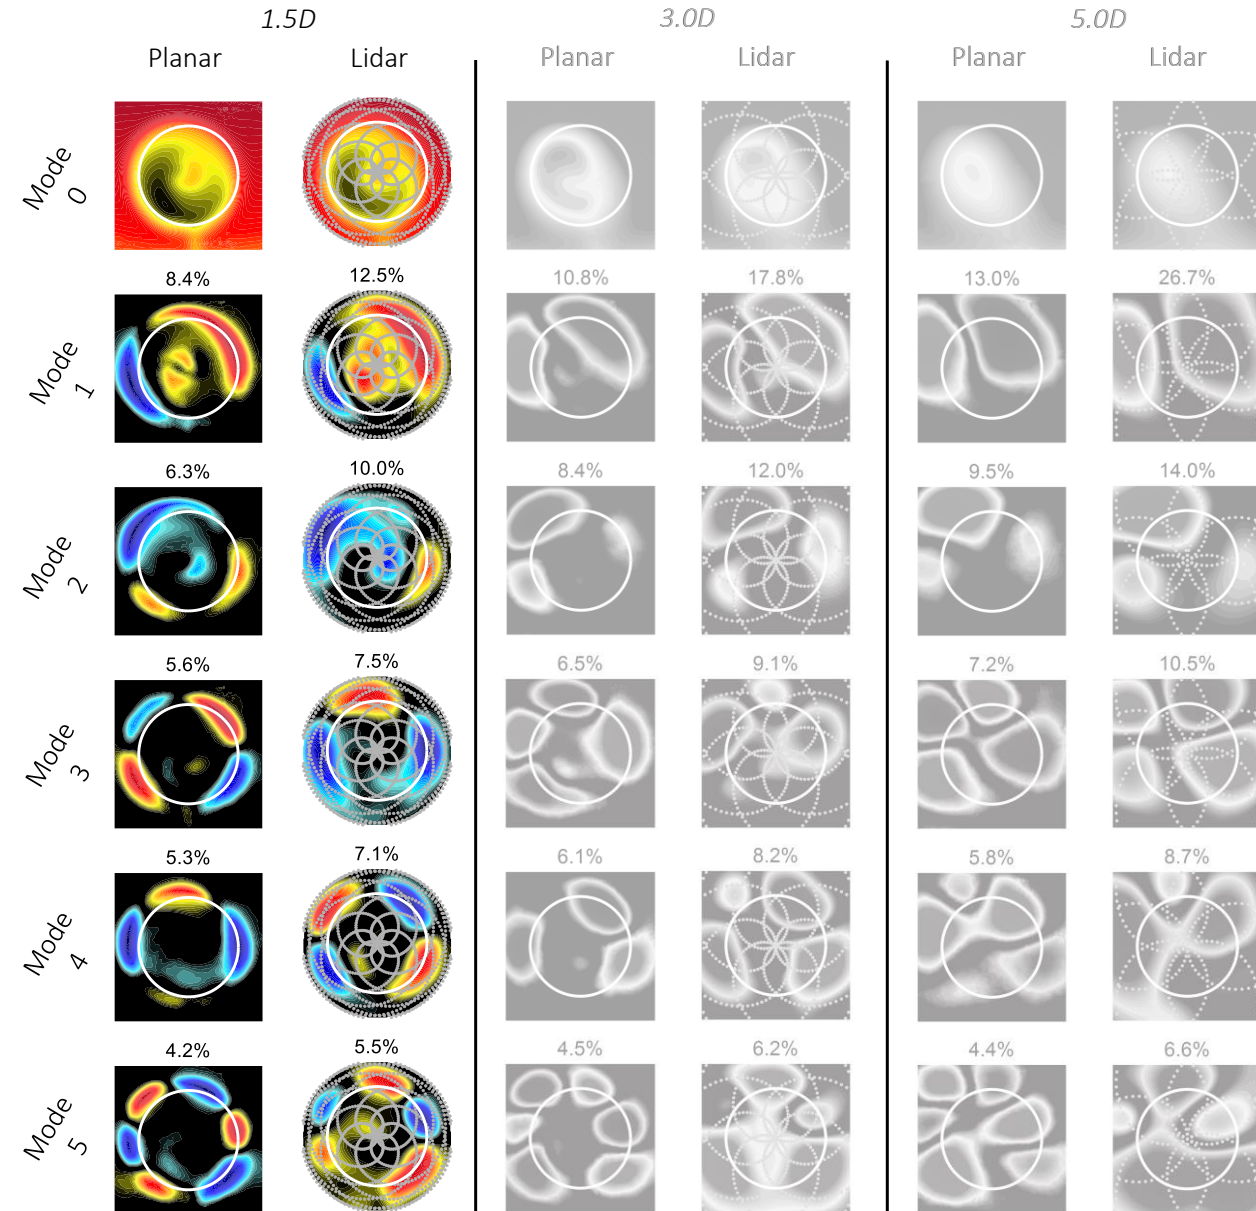 1.5D 3.0D 5.0D
Planar Lidar Planar Lidar Planar Lidar
Mode 0
8.4% 12.5% 10.8% 17.8% 13.0% 26.7%
Mode 1
6.3% 10.0% 8.4% 12.0% 9.5% 14.0%
Mode 2
5.6% 7.5% 6.5% 9.1% 7.2% 10.5%
Mode 3
5.3% 7.1% 6.1% 8.2% 5.8% 8.7%
Mode 4
4.2% 5.5% 4.5% 6.2% 4.4% 6.6%
Mode 5